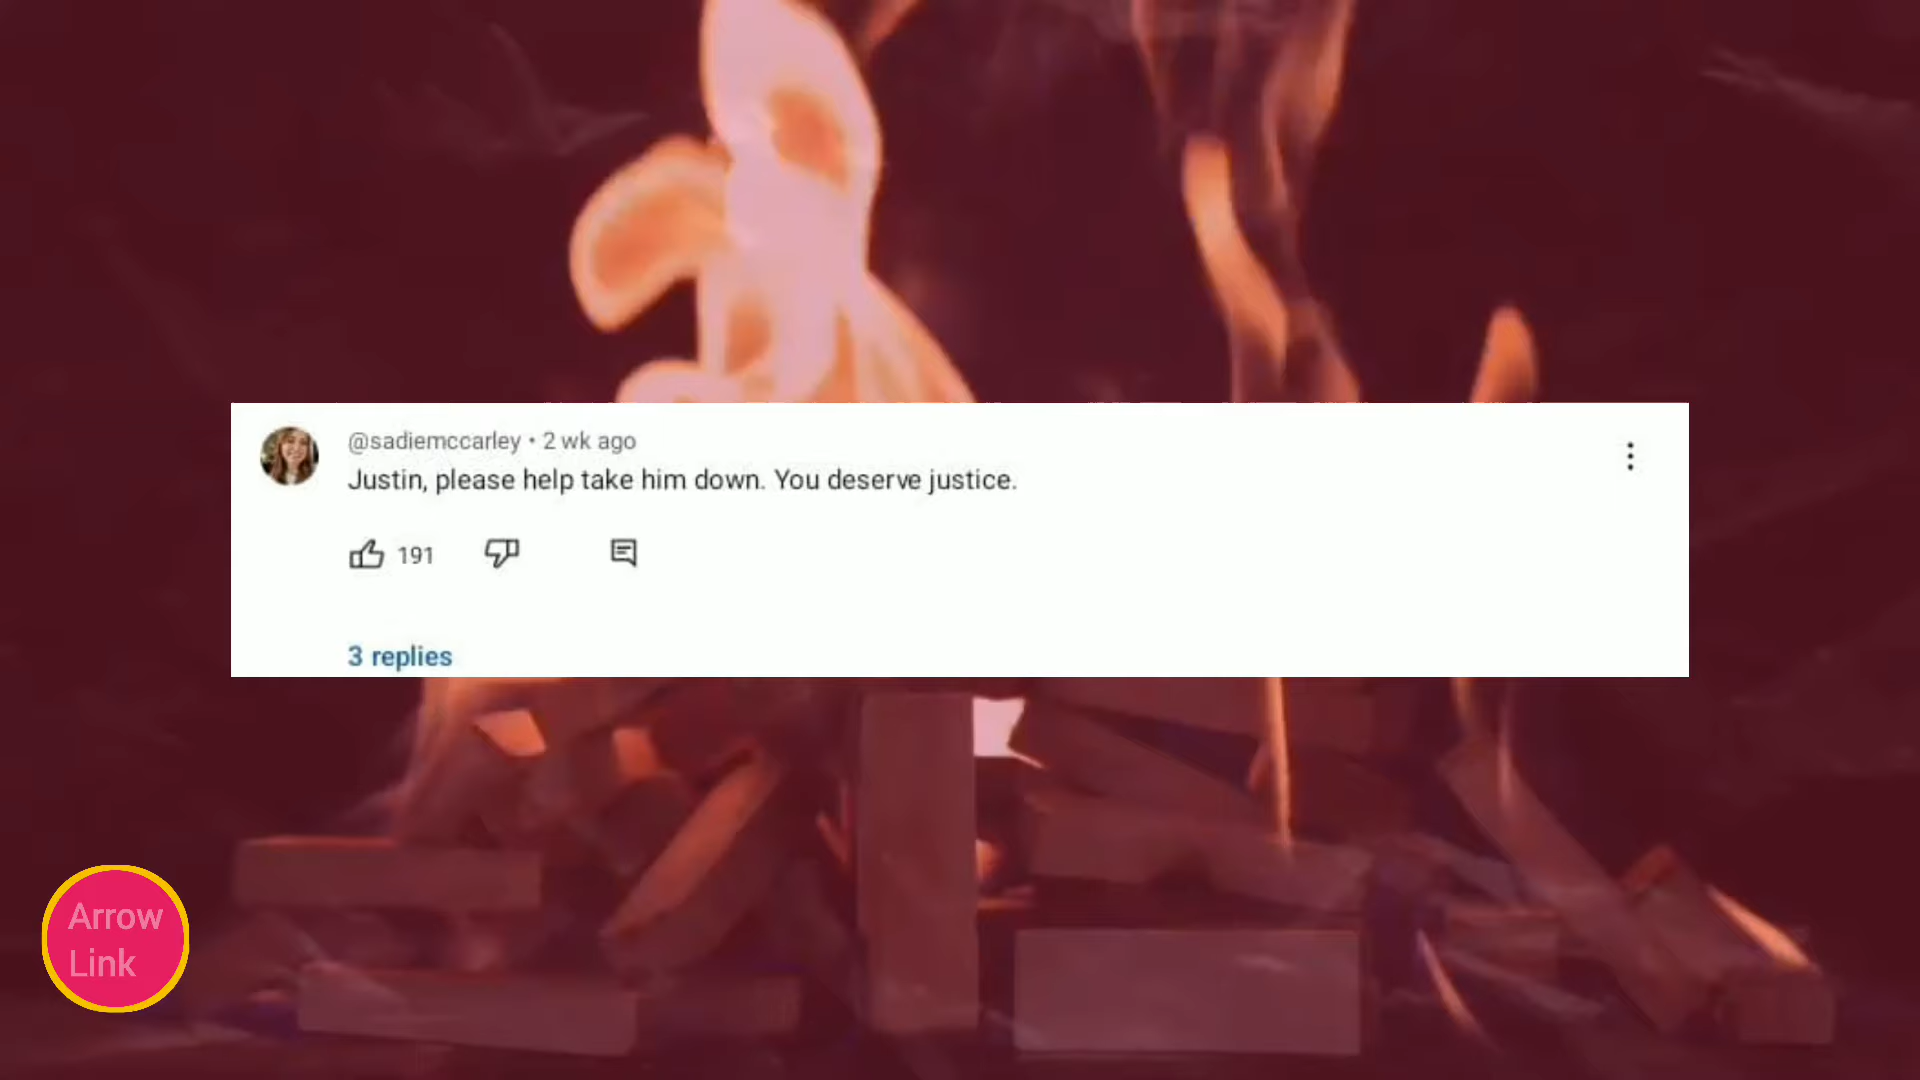 @sadiemccarley • 2 wk ago
Justin, please help take him down. You deserve justice.
191
3 replies
Arrow
Link